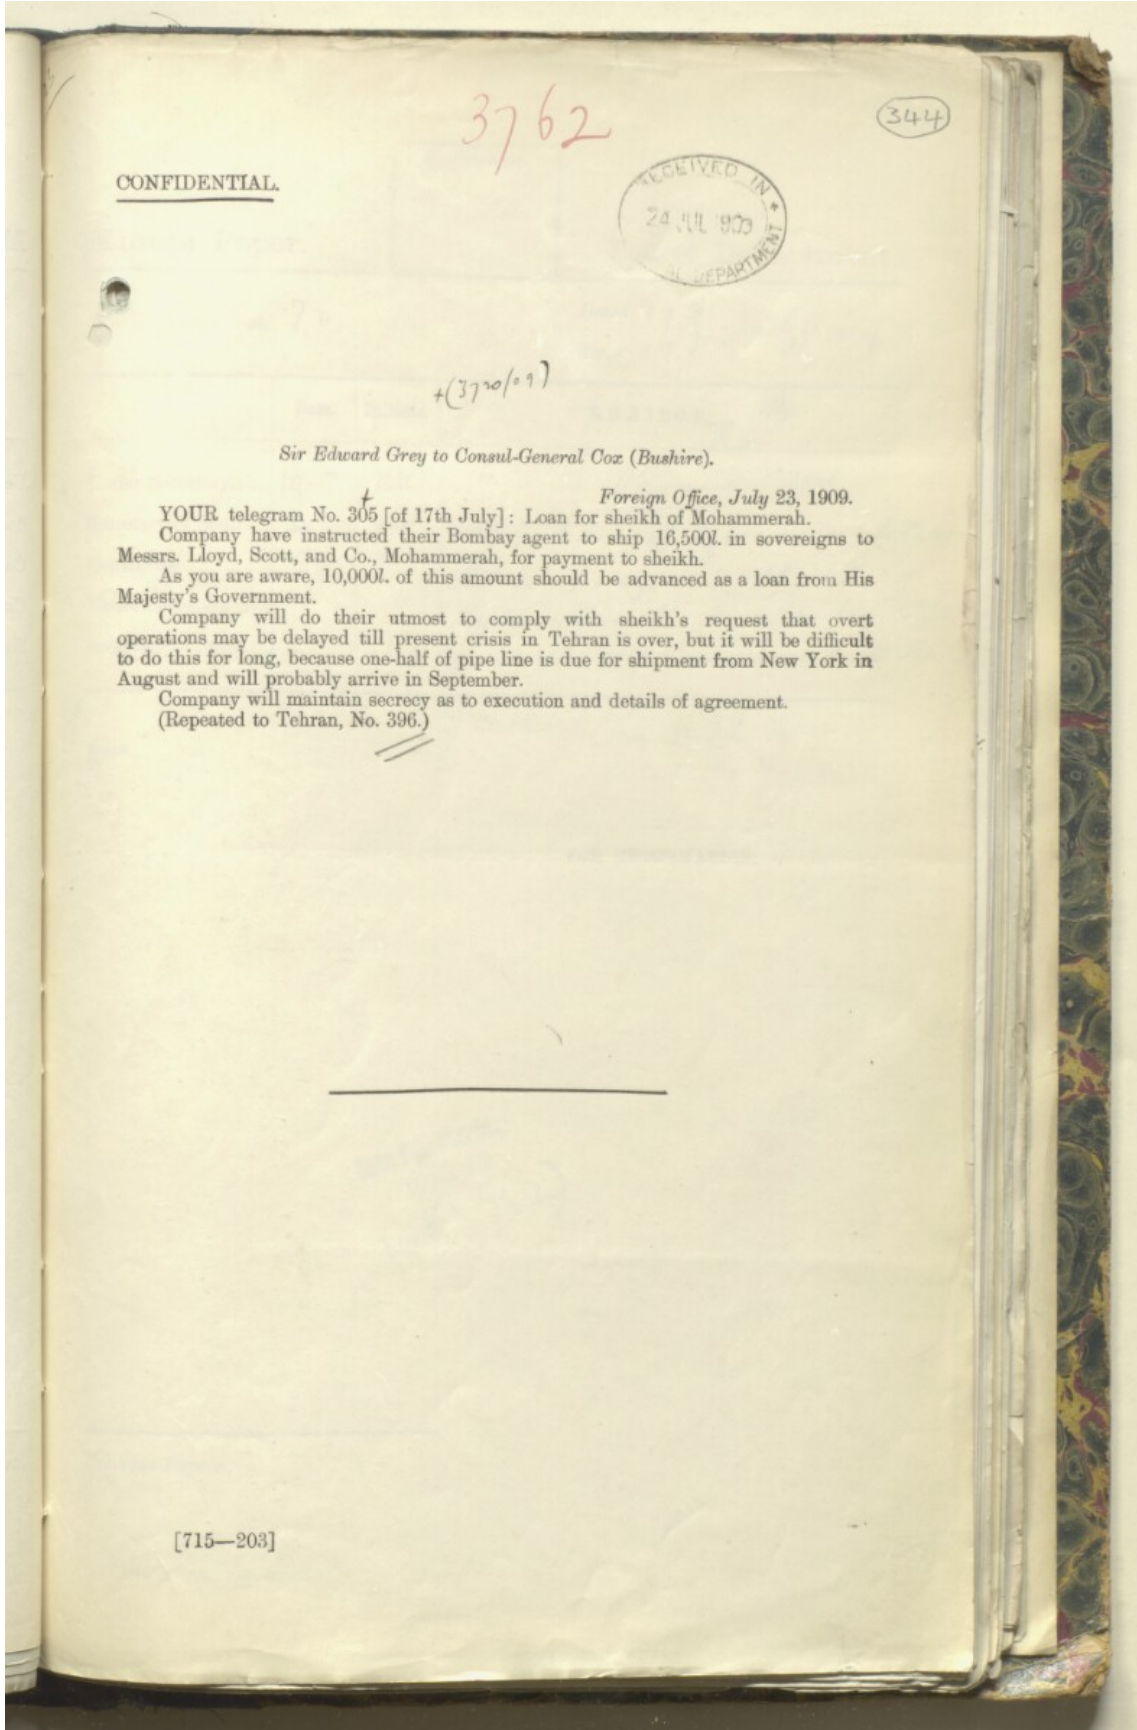 3762
344
CONFIDENTIAL.
RECEIVED IN *
24 JUL 1909
DEPARTMENT
+(3720/09)
Sir Edward Grey to Consul-General Cox (Bushire).
+
Foreign Office, July 23, 1909.
YOUR telegram No. 305 [of 17th July]: Loan for sheikh of Mohammerah.
Company have instructed their Bombay agent to ship 16,500l. in sovereigns to
Messrs. Lloyd, Scott, and Co., Mohammerah, for payment to sheikh.
As you are aware, 10,000l. of this amount should be advanced as a loan from His
Majesty's Government.
Company will do their utmost to comply with sheikh's request that overt
operations may be delayed till present crisis in Tehran is over, but it will be difficult
to do this for long, because one-half of pipe line is due for shipment from New York in
August and will probably arrive in September.
Company will maintain secrecy as to execution and details of agreement.
(Repeated to Tehran, No. 396.)
[715—203]